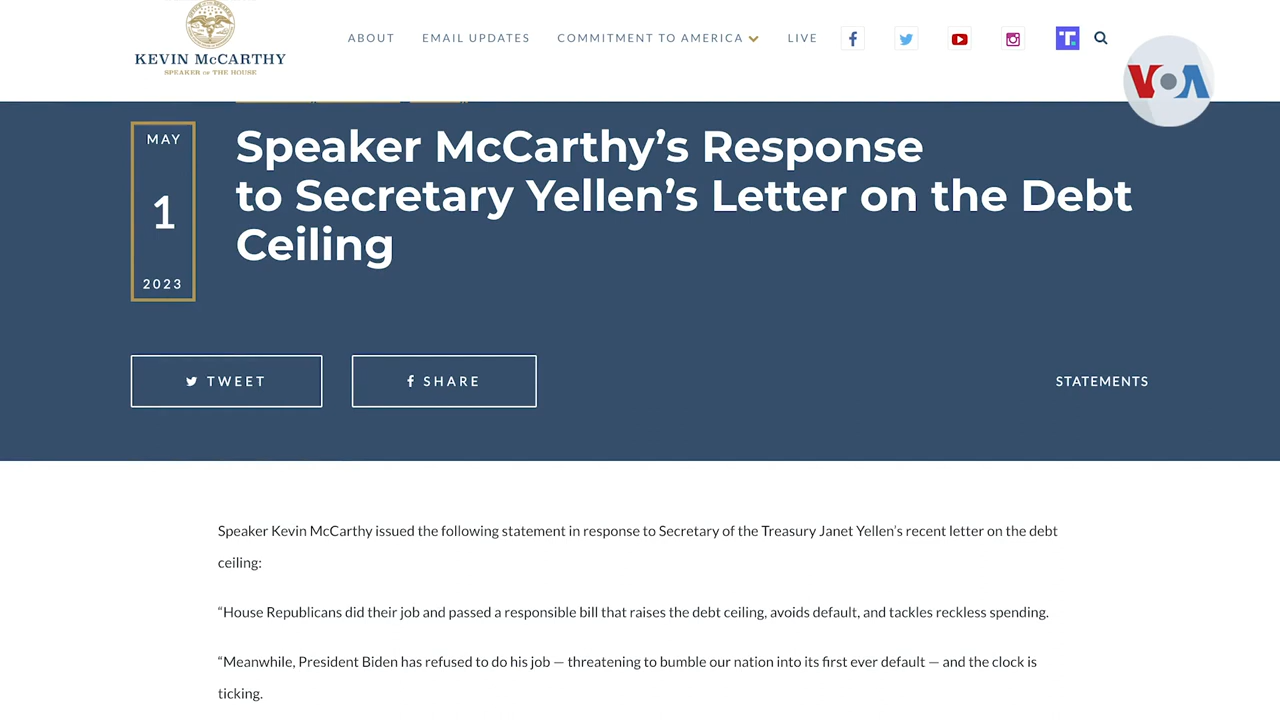 KEVIN McCARTHY
SPEAKER OF THE HOUSE
ABOUT
EMAIL UPDATES
COMMITMENT TO AMERICA
LIVE
VOA
MAY
1
2023
Speaker McCarthy’s Response
to Secretary Yellen’s Letter on the Debt
Ceiling
TWEET
SHARE
STATEMENTS
Speaker Kevin McCarthy issued the following statement in response to Secretary of the Treasury Janet Yellen’s recent letter on the debt
ceiling:
“House Republicans did their job and passed a responsible bill that raises the debt ceiling, avoids default, and tackles reckless spending.
“Meanwhile, President Biden has refused to do his job — threatening to bumble our nation into its first ever default — and the clock is
ticking.